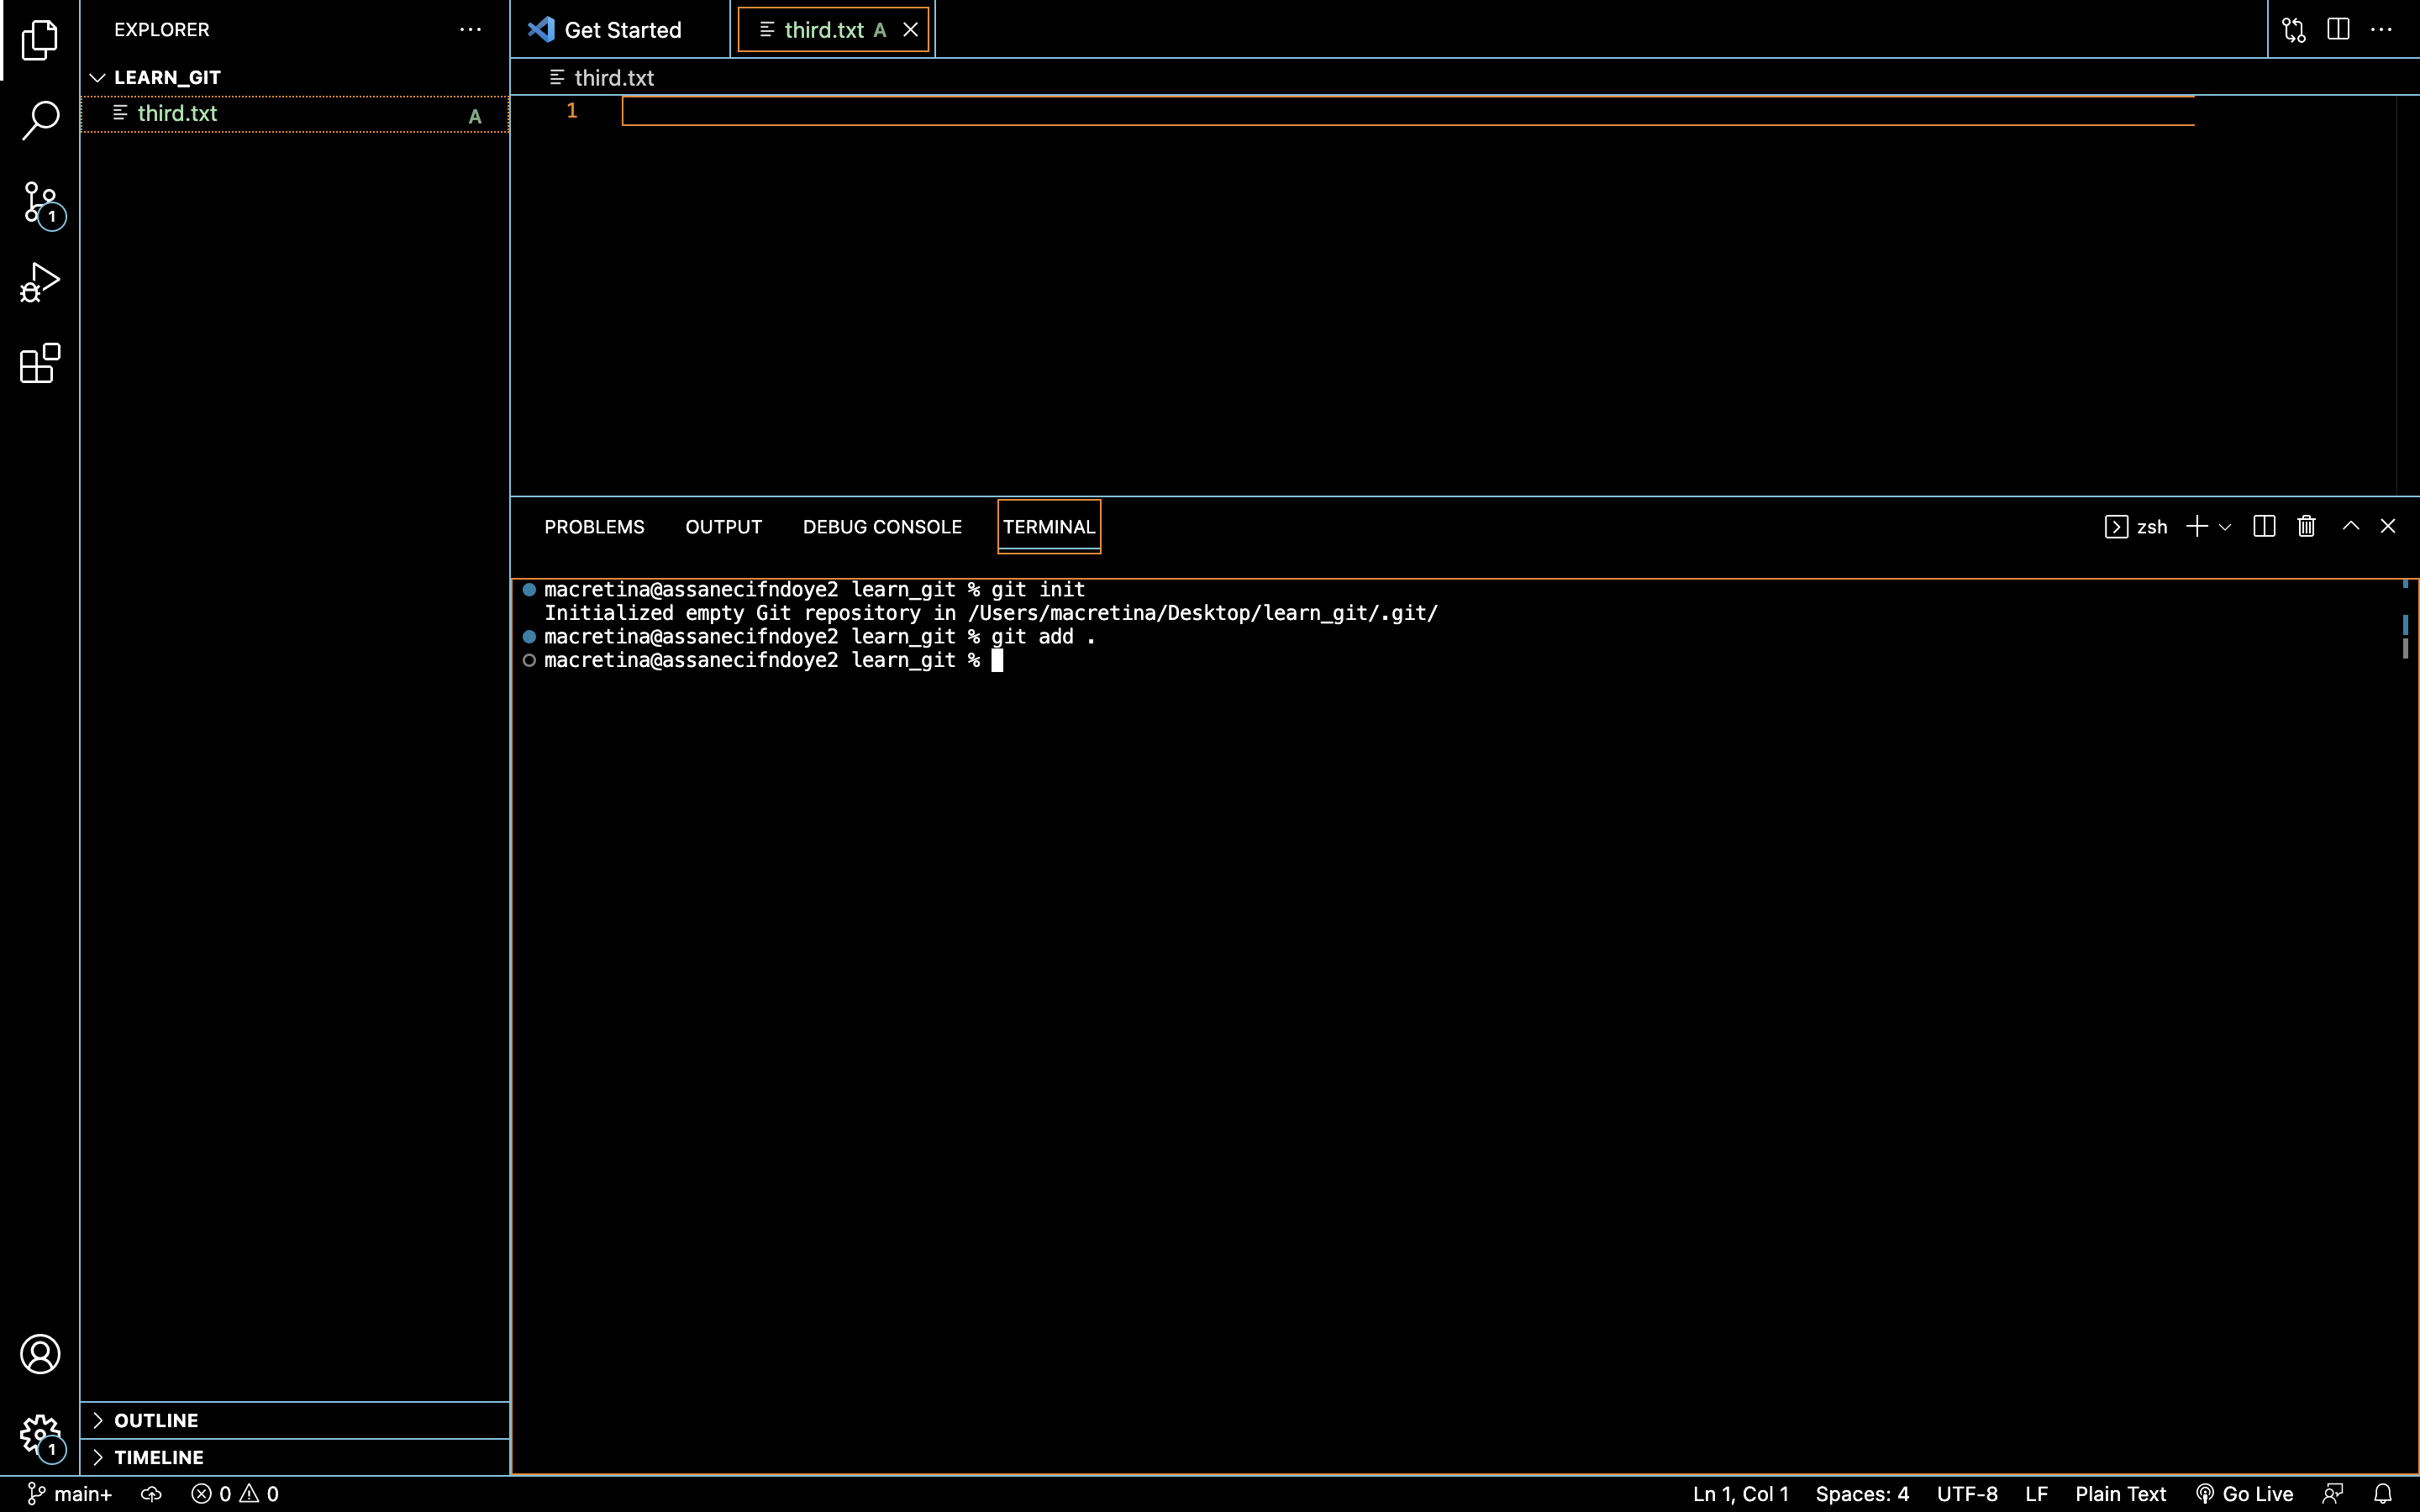 EXPLORER
LEARN_GIT
third.txt A
Get Started
third.txt A
third.txt
1
1
PROBLEMS OUTPUT DEBUG CONSOLE TERMINAL
zsh
macretina@assanecifndoye2 learn_git % git init
Initialized empty Git repository in /Users/macretina/Desktop/learn_git/.git/
macretina@assanecifndoye2 learn_git % git add .
macretina@assanecifndoye2 learn_git %
OUTLINE
1
TIMELINE
main+ 0 0 Ln 1, Col 1 Spaces: 4 UTF-8 LF Plain Text Go Live